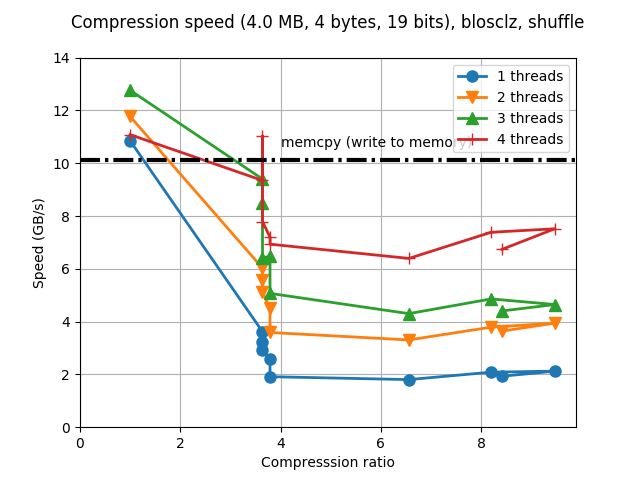 Compression speed (4.0 MB, 4 bytes, 19 bits), blosclz, shuffle
14
12
10
8
6
4
2
0
Speed (GB/s)
0 2 4 6 8
Compresssion ratio
memcpy (write to memory)
1 threads
2 threads
3 threads
4 threads